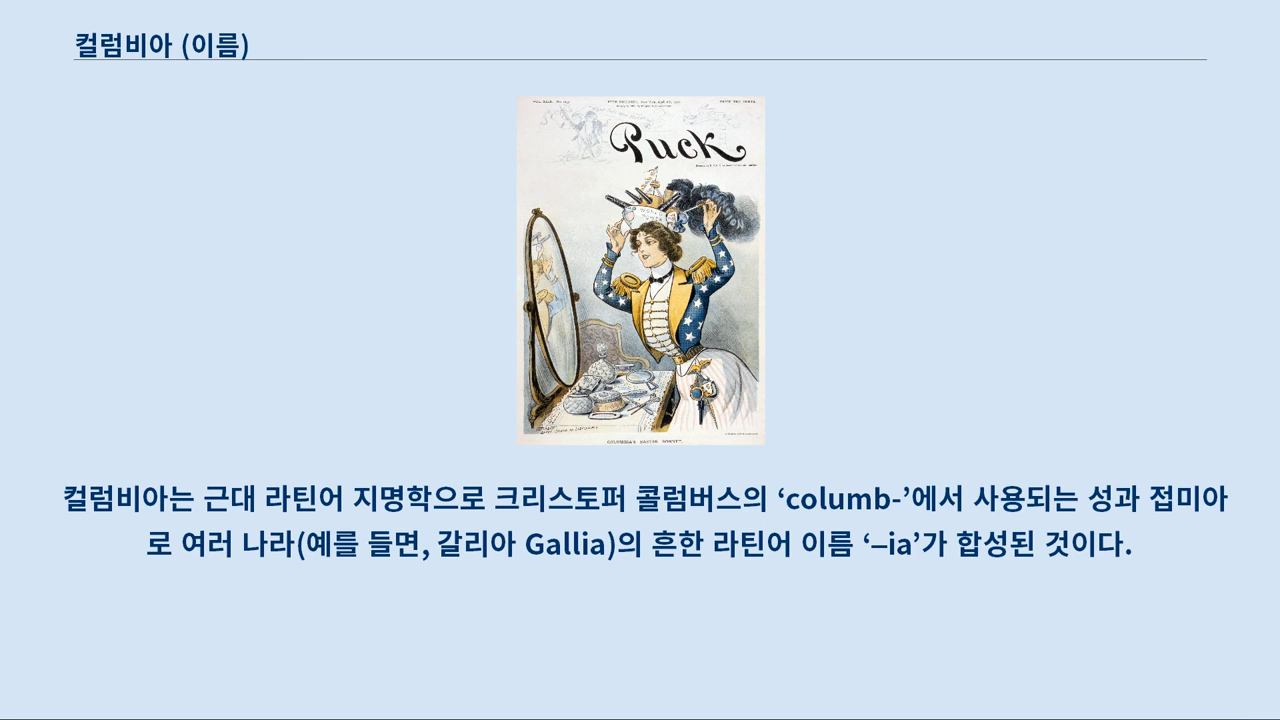 컬럼비아 (이름)
Puck
COLUMBIA'S EASTER BONNET.
컬럼비아는 근대 라틴어 지명학으로 크리스토퍼 콜럼버스의 ‘columb-’에서 사용되는 성과 접미아
로 여러 나라(예를 들면, 갈리아 Gallia)의 흔한 라틴어 이름 ‘–ia’가 합성된 것이다.